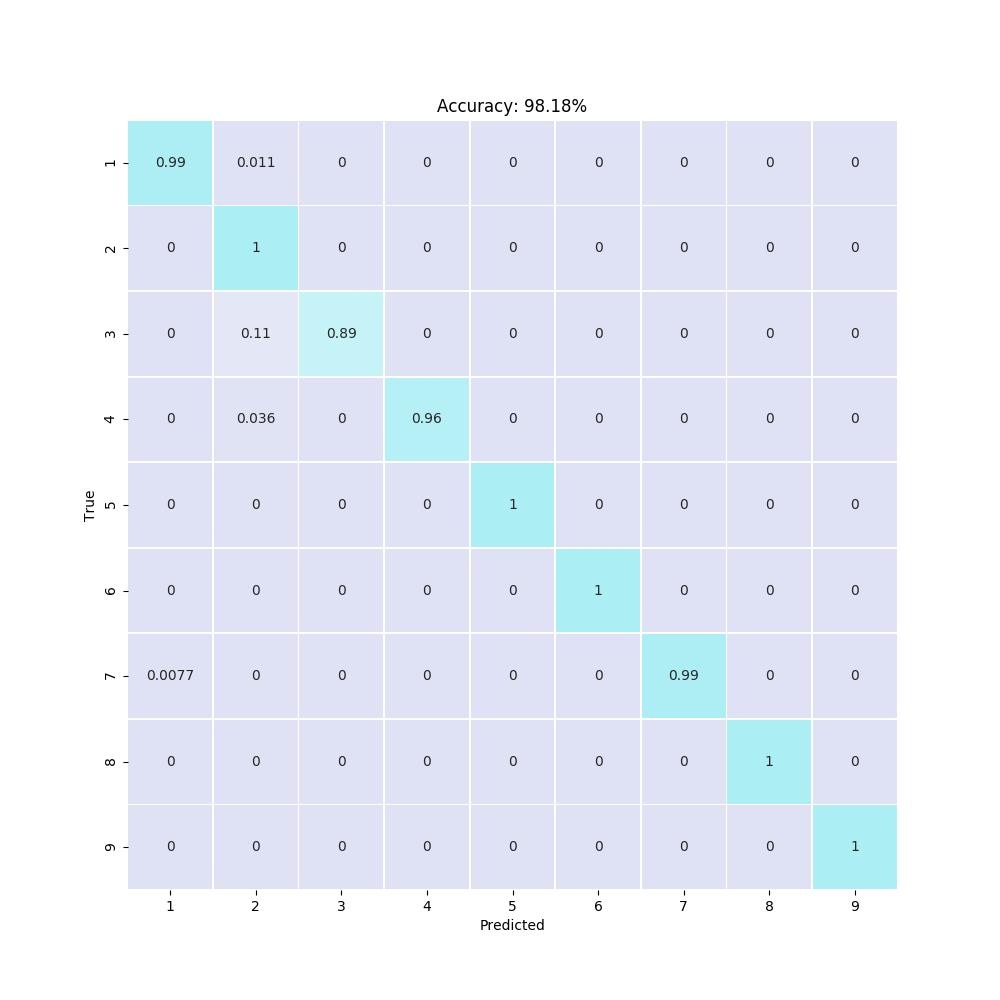 Accuracy: 98.18%
1 0.99 0.011 0 0 0 0 0 0 0
2 0 1 0 0 0 0 0 0 0
3 0 0.11 0.89 0 0 0 0 0 0
4 0 0.036 0 0.96 0 0 0 0 0
True
5 0 0 0 0 1 0 0 0 0
6 0 0 0 0 0 1 0 0 0
7 0.0077 0 0 0 0 0 0.99 0 0
8 0 0 0 0 0 0 0 1 0
9 0 0 0 0 0 0 0 0 1
1 2 3 4 5 6 7 8 9
Predicted